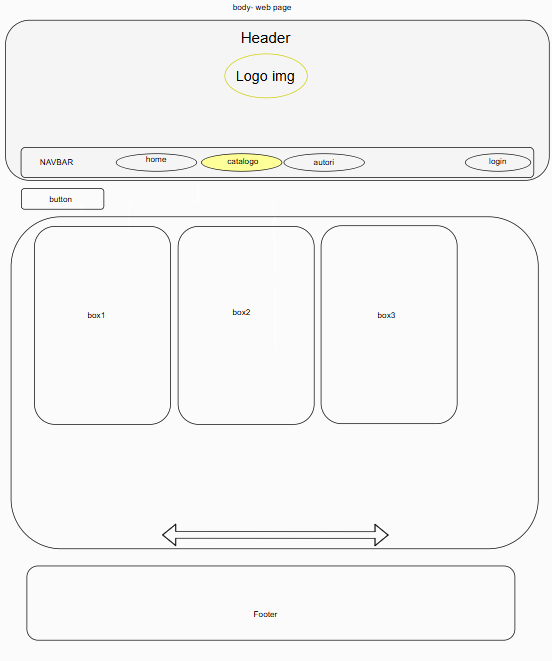 body- web page
Header
Logo img
NAVBAR home catalogo autori login
button
box1 box2 box3
Footer